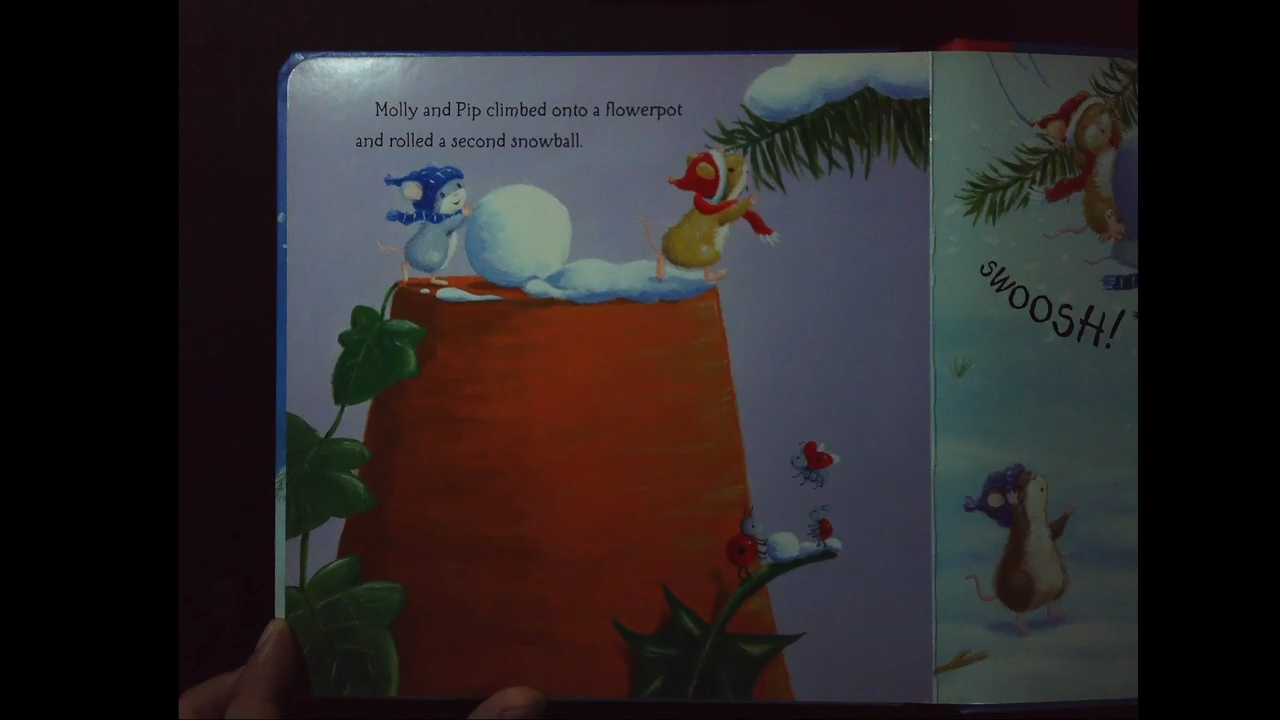 Molly and Pip climbed onto a flowerpot
and rolled a second snowball.
SWOOSH!